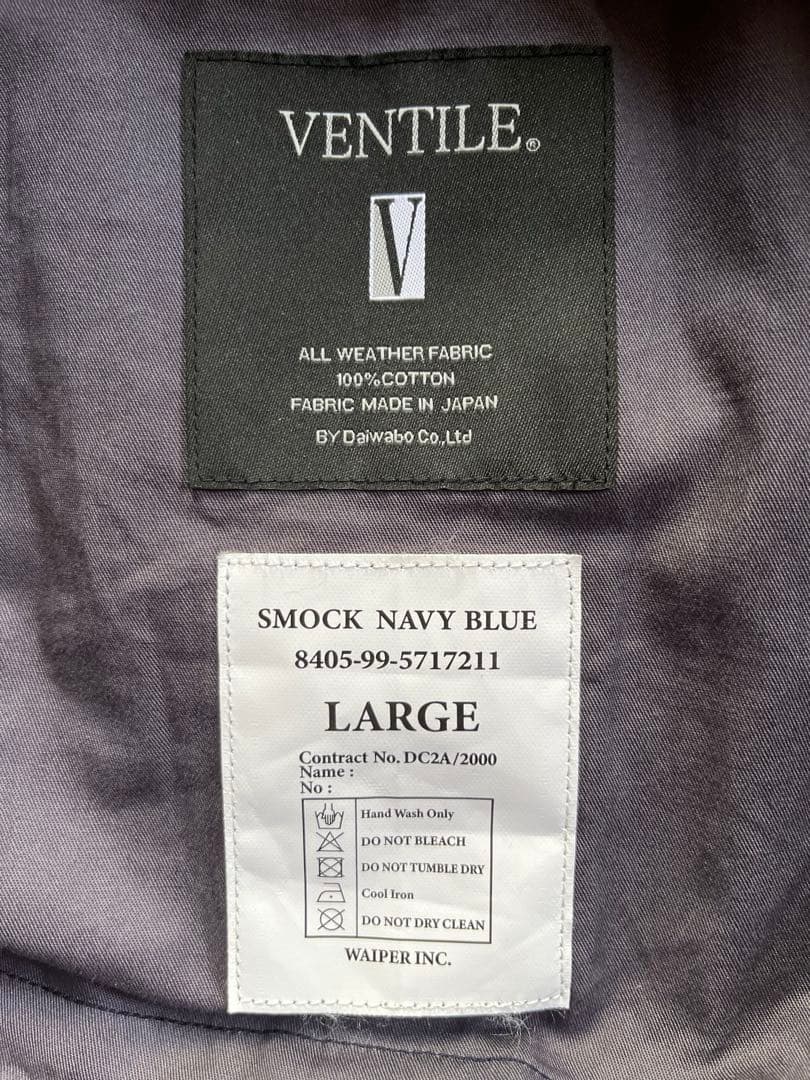 VENTILE®
V
ALL WEATHER FABRIC
100%COTTON
FABRIC MADE IN JAPAN
BY Daiwabo Co.,Ltd
SMOCK NAVY BLUE
8405-99-5717211
LARGE
Contract No. DC2A/2000
Name :
No :
Hand Wash Only
DO NOT BLEACH
DO NOT TUMBLE DRY
Cool Iron
DO NOT DRY CLEAN
WAIPER INC.